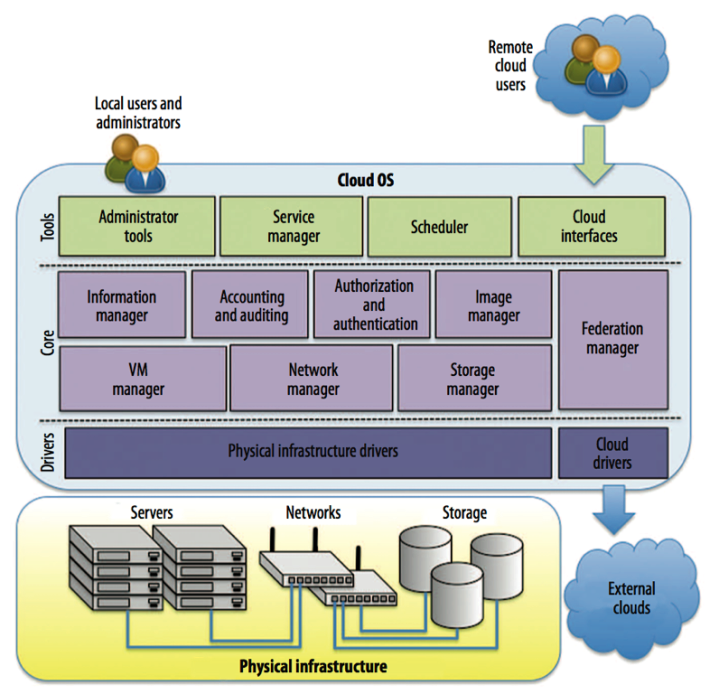 Remote
cloud
users
Local users and
administrators
Cloud OS
Tools
Administrator
tools
Service
manager
Scheduler
Cloud
interfaces
Core
Information
manager
Accounting
and auditing
Authorization
and
authentication
Image
manager
Federation
manager
VM
manager
Network
manager
Storage
manager
Drivers
Physical infrastructure drivers
Cloud
drivers
Servers
Networks
Storage
External
clouds
Physical infrastructure